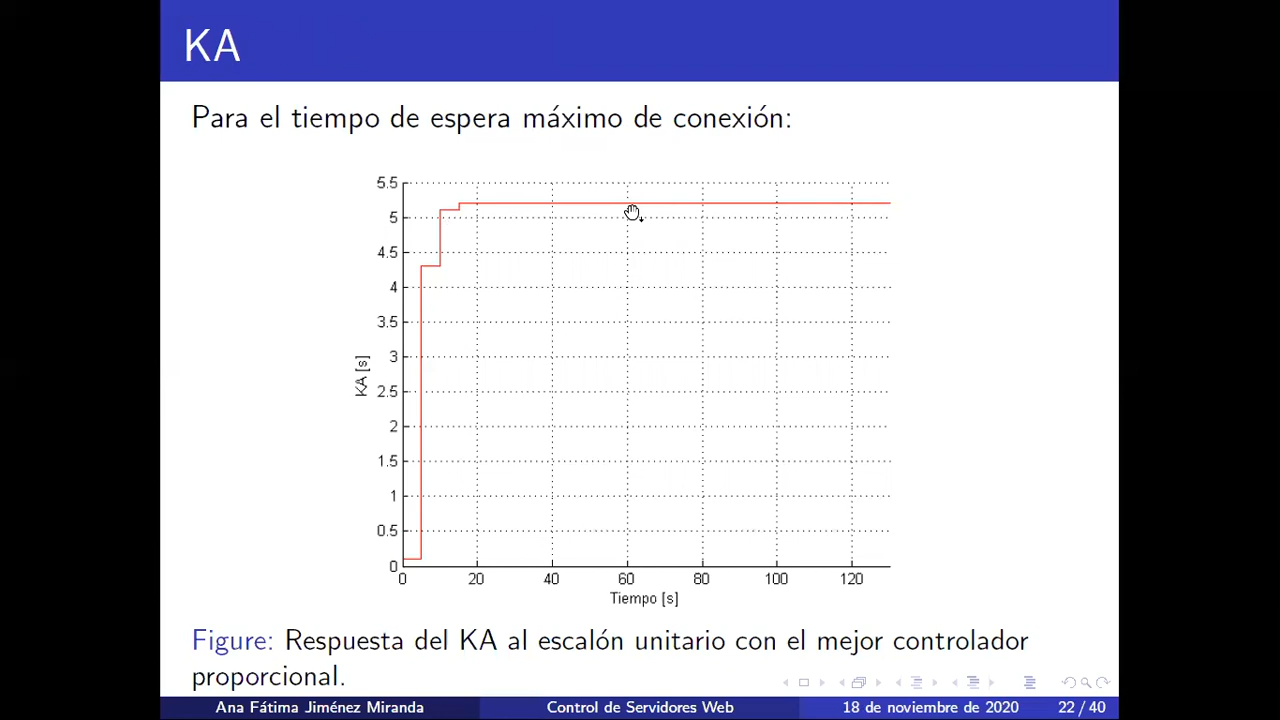 KA
Para el tiempo de espera máximo de conexión:
5.5
5
4.5
4
3.5
3
2.5
2
1.5
1
0.5
0
KA [s]
0 20 40 60 80 100 120
Tiempo [s]
Figure: Respuesta del KA al escalón unitario con el mejor controlador
proporcional.
Ana Fátima Jiménez Miranda Control de Servidores Web 18 de noviembre de 2020 22 / 40